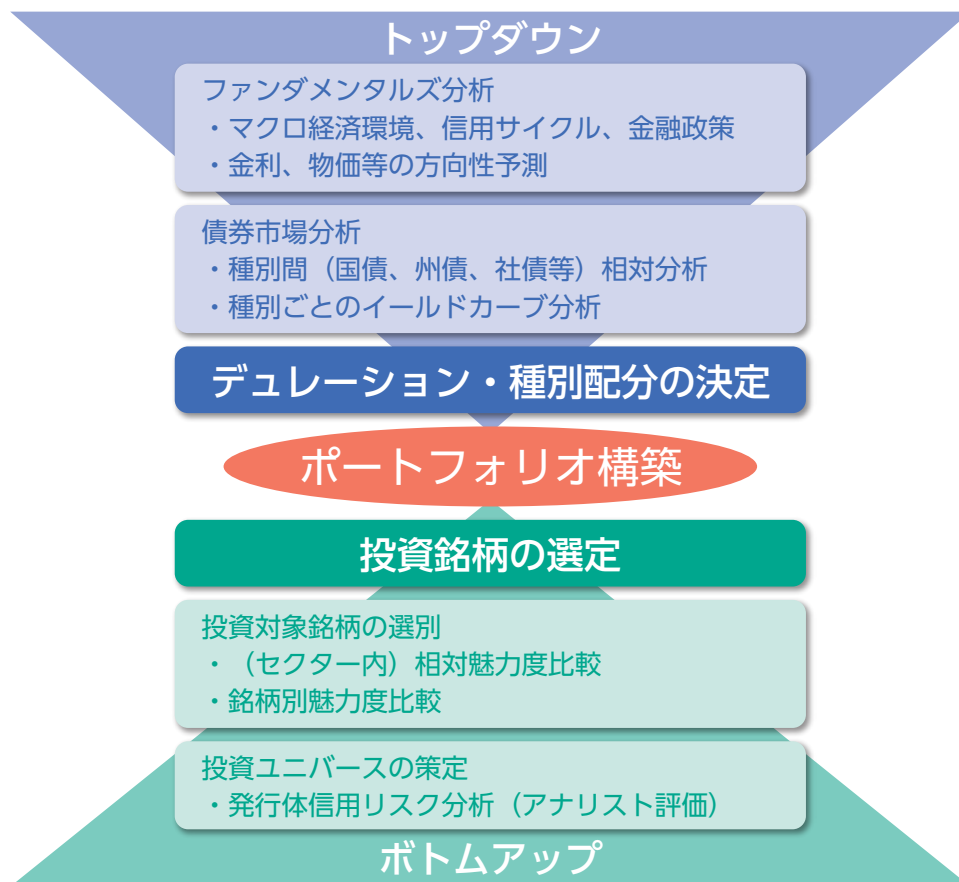 トップダウン
ファンダメンタルズ分析
・マクロ経済環境、信用サイクル、金融政策
・金利、物価等の方向性予測
債券市場分析
・種別間（国債、州債、社債等）相対分析
・種別ごとのイールドカーブ分析
デュレーション・種別配分の決定
ポートフォリオ構築
投資銘柄の選定
投資対象銘柄の選別
・（セクター内）相対魅力度比較
・銘柄別魅力度比較
投資ユニバースの策定
・発行体信用リスク分析（アナリスト評価）
ボトムアップ